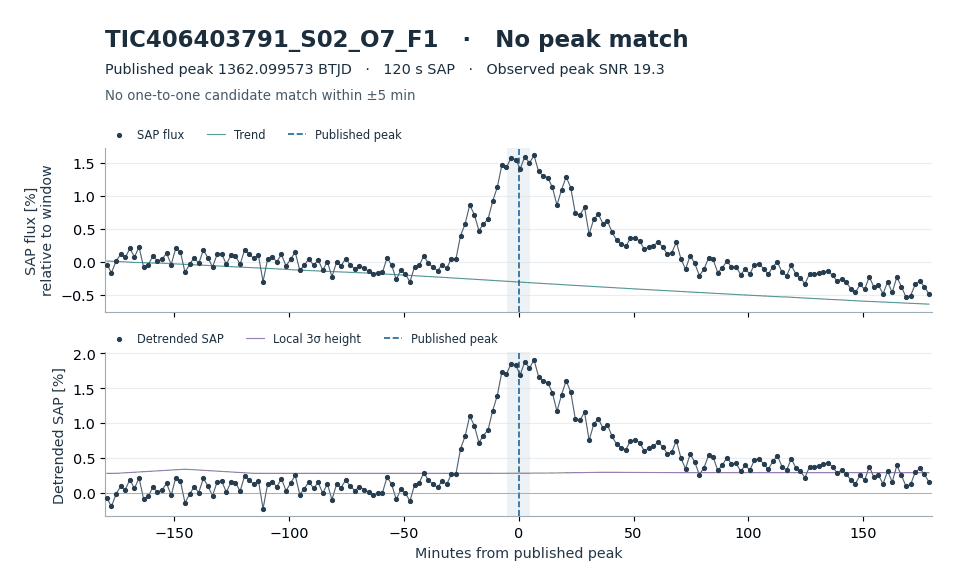 TIC406403791_S02_O7_F1 · No peak match
Published peak 1362.099573 BTJD · 120 s SAP · Observed peak SNR 19.3
No one-to-one candidate match within ±5 min
SAP flux Trend Published peak
SAP flux [%]
relative to window
1.5
1.0
0.5
0.0
−0.5
Detrended SAP Local 3σ height Published peak
Detrended SAP [%]
2.0
1.5
1.0
0.5
0.0
−150 −100 −50 0 50 100 150
Minutes from published peak